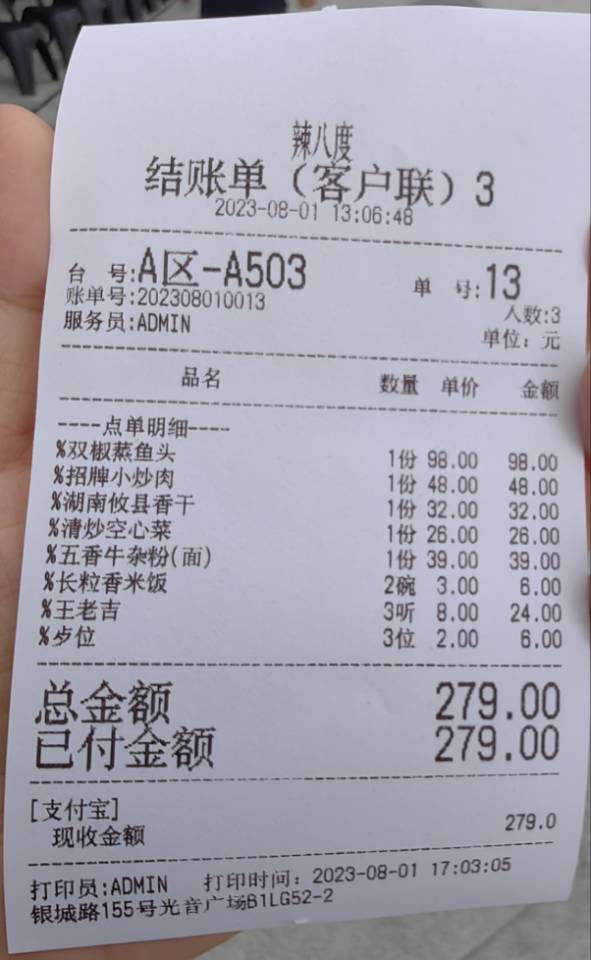 辣八度
结账单（客户联）3
2023-08-01 13:06:48
台 号:A区-A503 单 号:13
账单号:202308010013 人数:3
服务员:ADMIN 单位: 元
品名 数量 单价 金额
----点单明细----
%双椒蒸鱼头 1份 98.00 98.00
%招牌小炒肉 1份 48.00 48.00
%湖南攸县香干 1份 32.00 32.00
%清炒空心菜 1份 26.00 26.00
%五香牛杂粉(面) 1份 39.00 39.00
%长粒香米饭 2碗 3.00 6.00
%王老吉 3听 8.00 24.00
%歺位 3位 2.00 6.00
总金额 279.00
已付金额 279.00
[支付宝]
现收金额 279.0
打印员:ADMIN 打印时间: 2023-08-01 17:03:05
银城路155号光音广场B1LG52-2